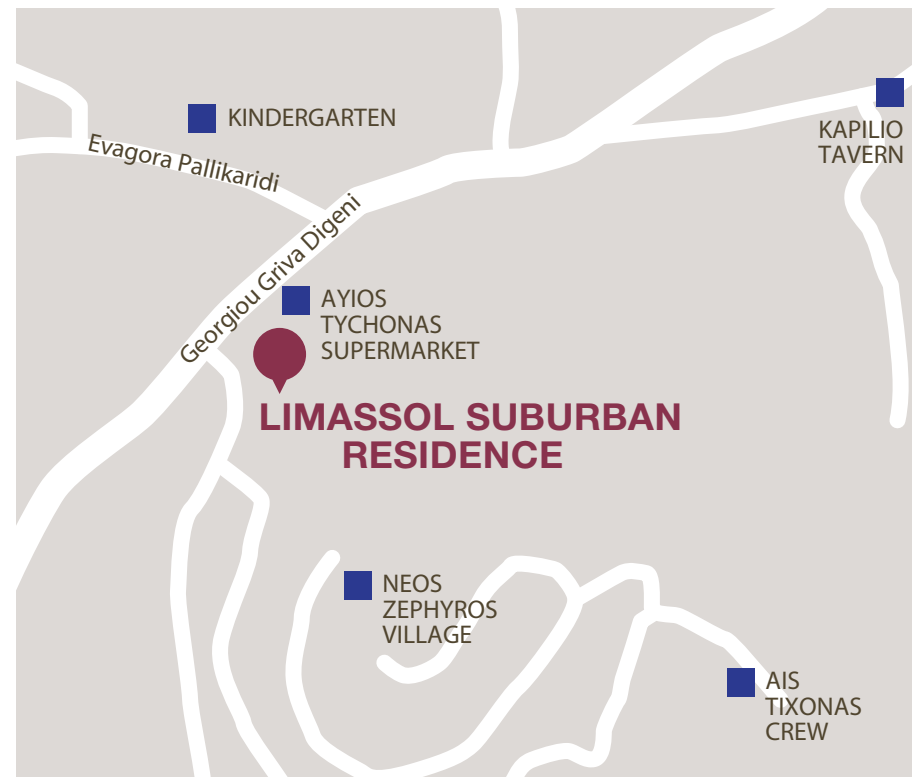 KINDERGARTEN
KAPILIO
TAVERN
Evagora Pallikaridi
Georgiou Griva Digeni
AYIOS
TYCHONAS
SUPERMARKET
LIMASSOL SUBURBAN
RESIDENCE
NEOS
ZEPHYROS
VILLAGE
AIS
TIXONAS
CREW